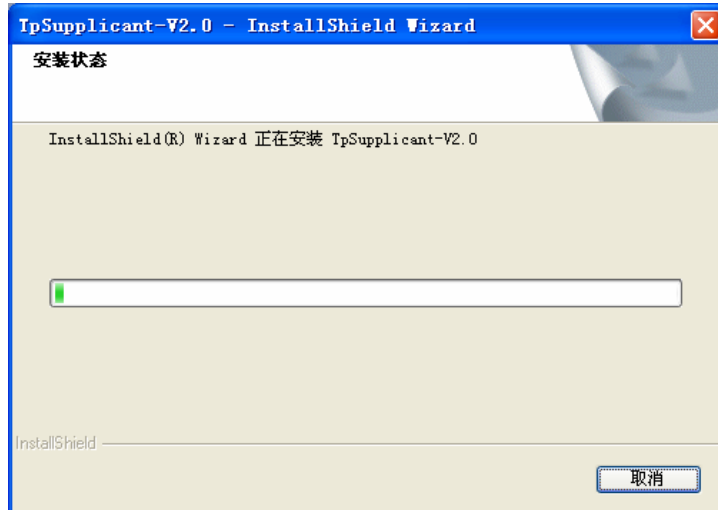 TpSupplicant-V2.0 - InstallShield Wizard
安装状态
InstallShield(R) Wizard 正在安装 TpSupplicant-V2.0
InstallShield
取消